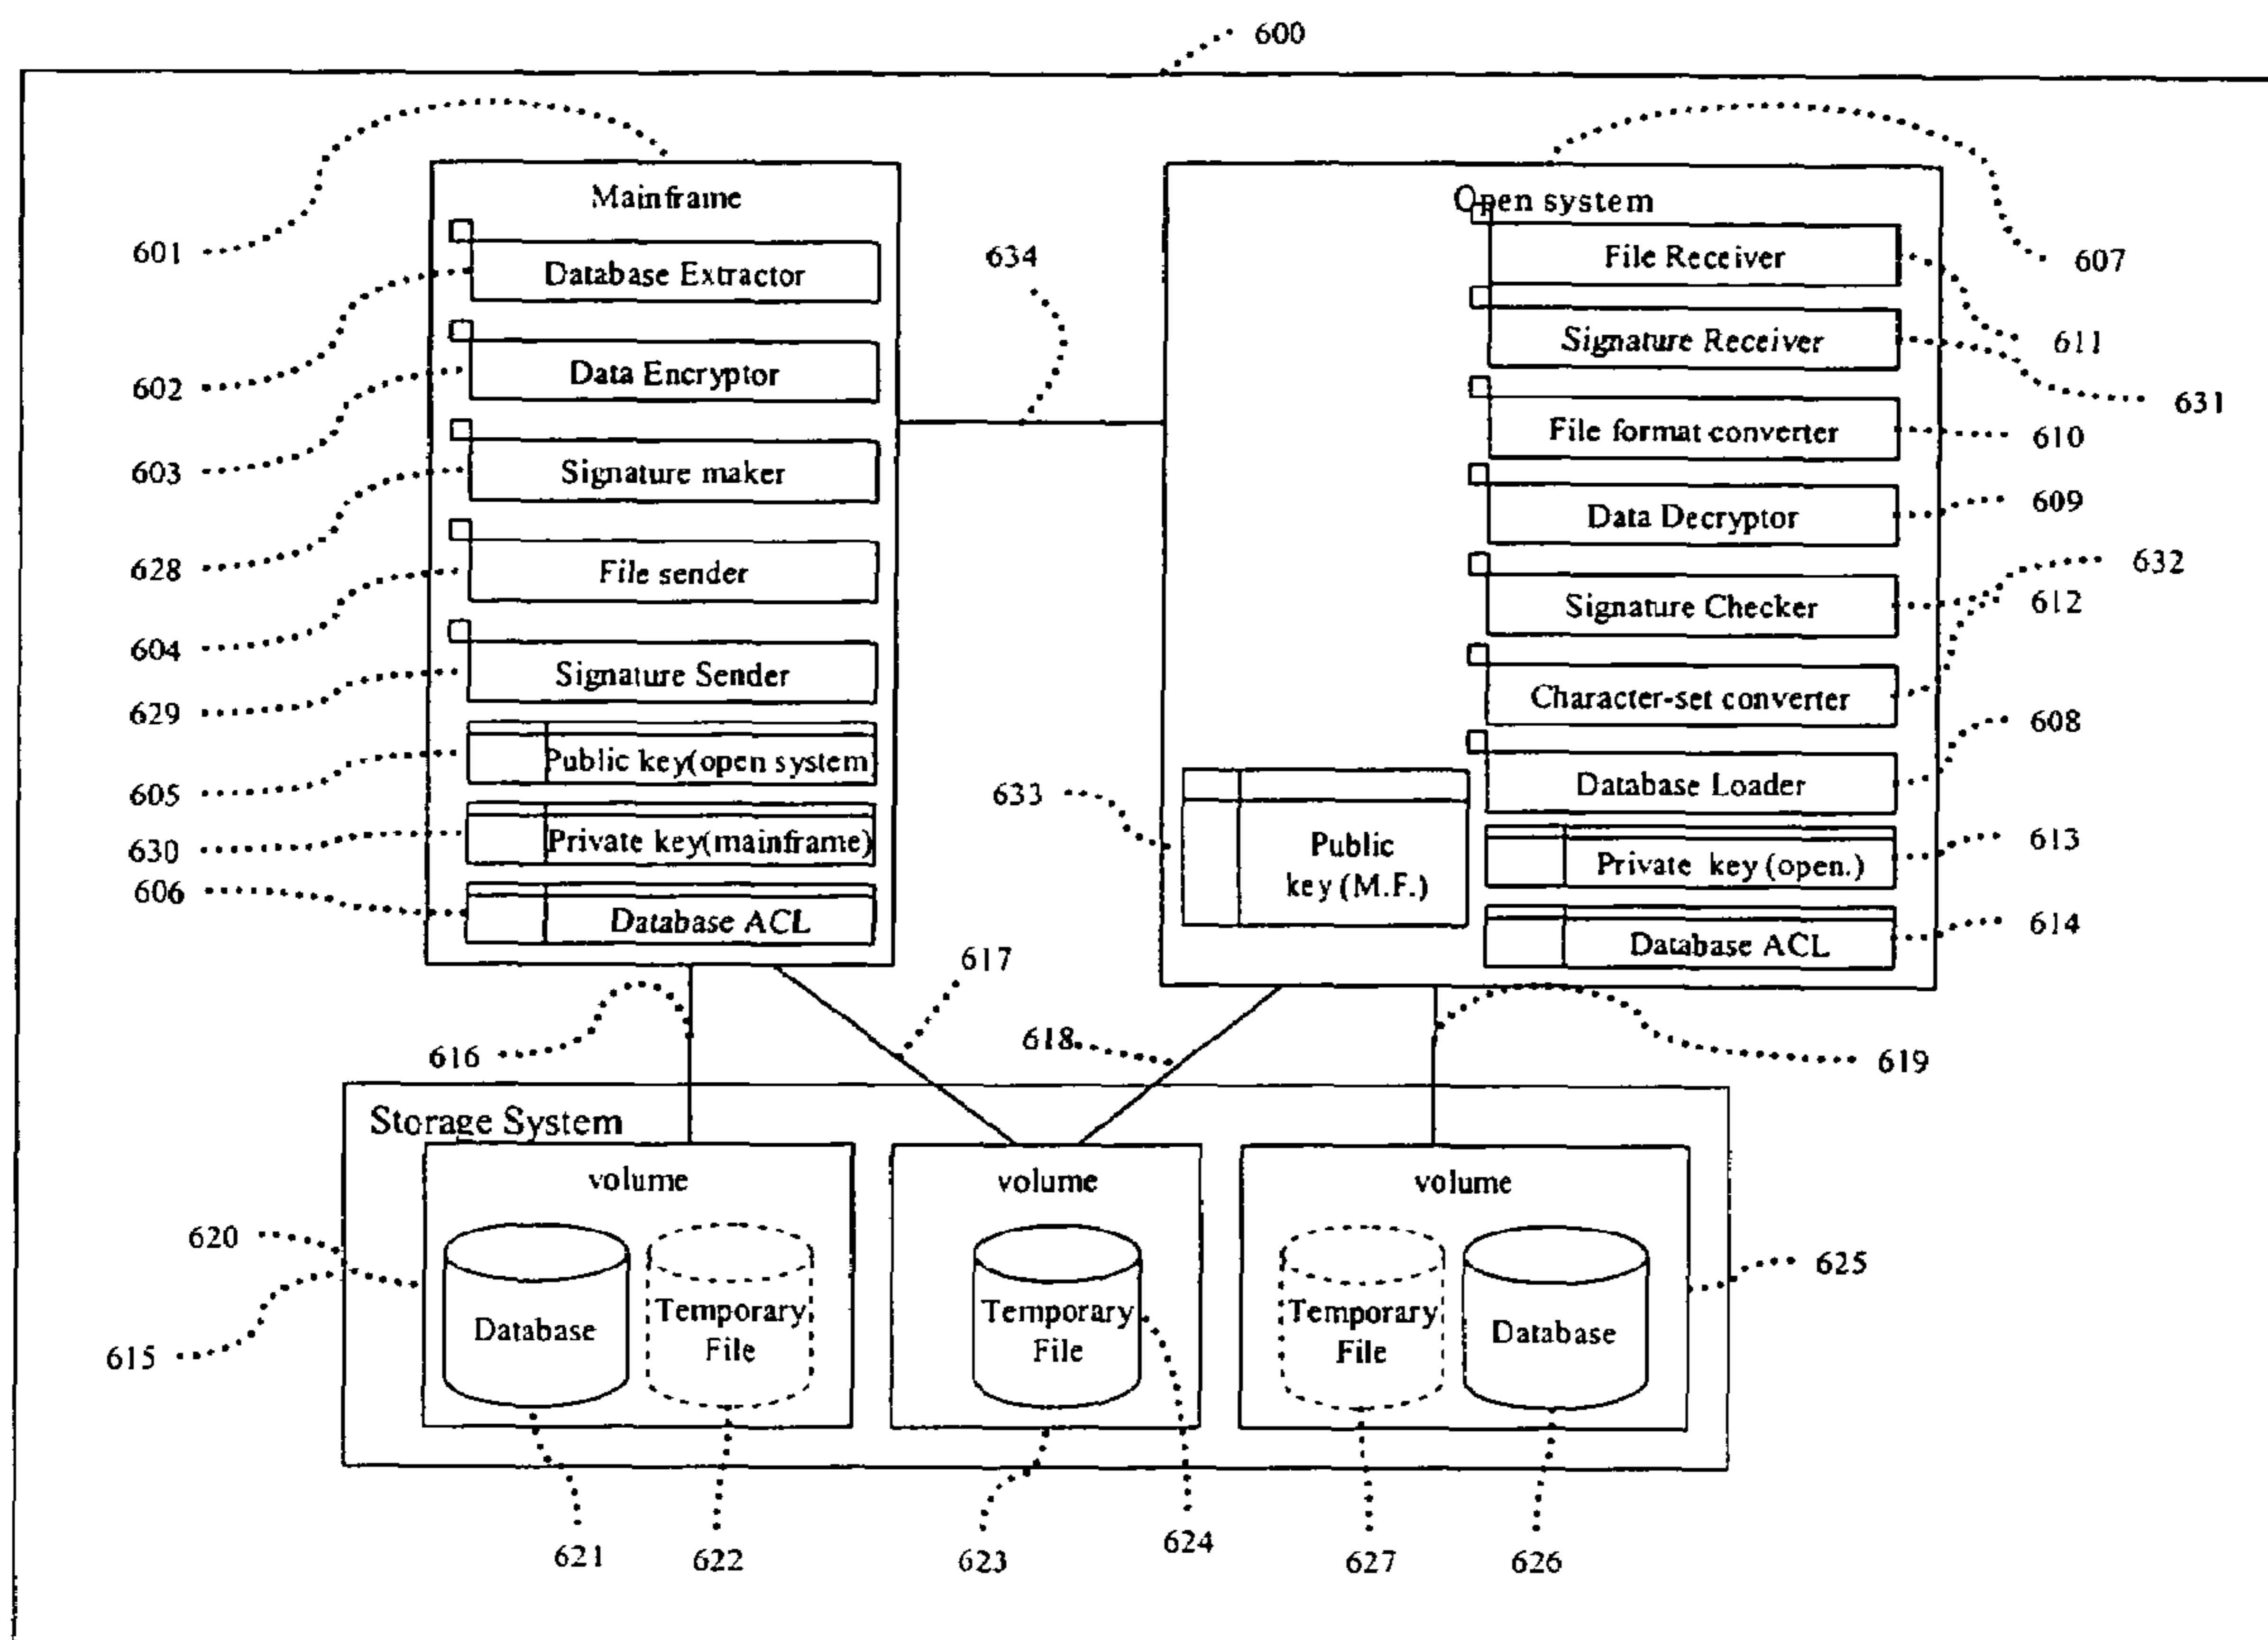 600
Mainframe
Open system
601
Database Extractor
634
File Receiver
607
602
Data Encryptor
Signature Receiver
611
631
603
Signature maker
File format converter
610
628
File sender
Data Decryptor
609
604
Signature Sender
Signature Checker
632
612
629
Public key(open system
Character-set converter
608
605
Private key(mainframe)
633
Public
key (M.F.)
Database Loader
630
Database ACL
Private key (open.)
613
606
Database ACL
614
617
616
618
619
Storage System
volume
volume
volume
620
615
Database
Temporary
File
Temporary
File
Temporary
File
Database
625
621
622
623
624
627
626